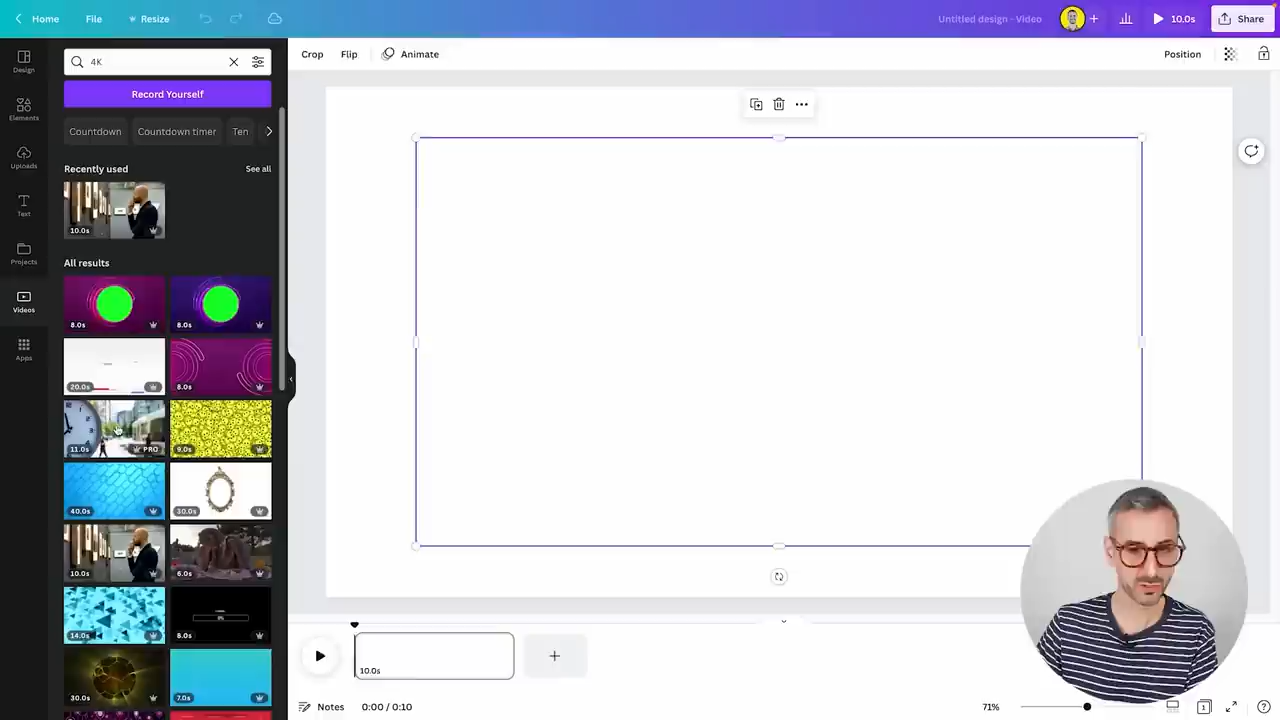 Home File Resize Untitled design - Video + 10.0s Share
Design
Elements
Uploads
Text
Projects
Videos
Apps
4K
Record Yourself
Countdown Countdown timer Ten
Recently used See all
10.0s
All results
8.0s 8.0s
20.0s 8.0s
11.0s PRO 9.0s
40.0s 30.0s
10.0s 6.0s
14.0s 8.0s
30.0s 7.0s
Crop Flip Animate Position
10.0s
+
Notes 0:00 / 0:10 71% 1